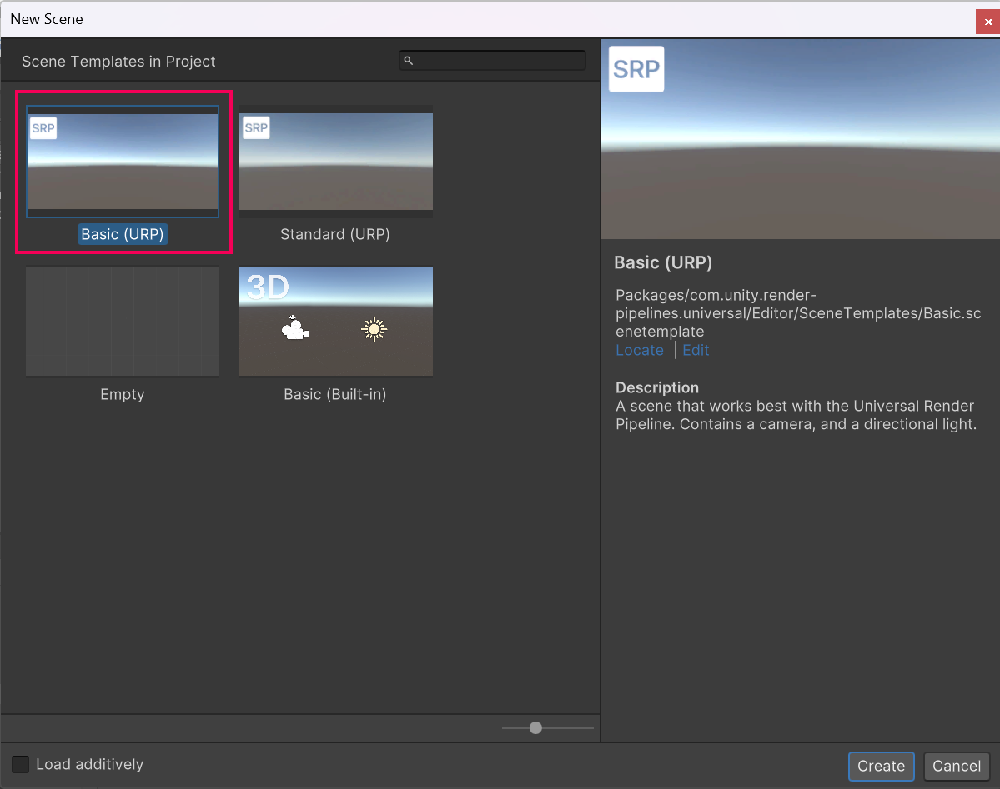 New Scene
Scene Templates in Project
SRP
Basic (URP)
SRP
Standard (URP)
Empty
3D
Basic (Built-in)
SRP
Basic (URP)
Packages/com.unity.render-
pipelines.universal/Editor/SceneTemplates/Basic.sc
enetemplate
Locate | Edit
Description
A scene that works best with the Universal Render
Pipeline. Contains a camera, and a directional light.
Load additively
Create
Cancel